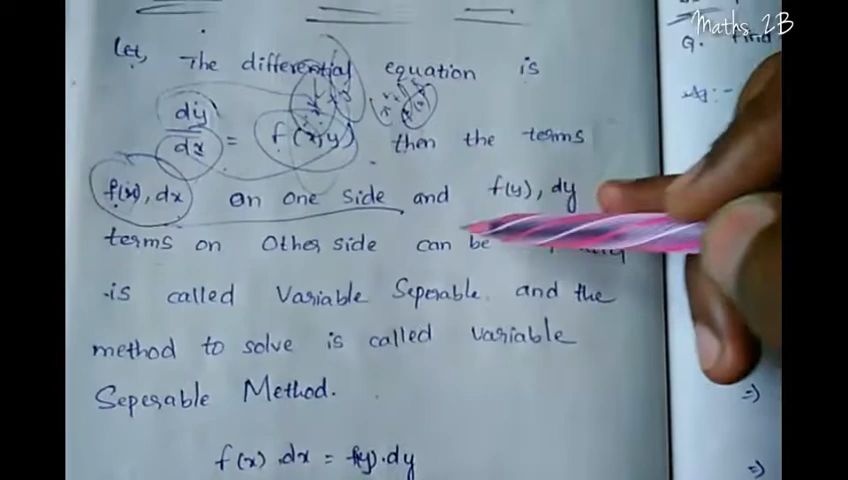 Maths 2B
Let, The differential equation is
dy/dx = f(x,y) then the terms
f(x), dx on one side and f(y), dy
terms on other side can be
is called Variable Seperable. and the
method to solve is called variable
Seperable Method.
f(x).dx = f(y).dy
Q. Find
=)
=)